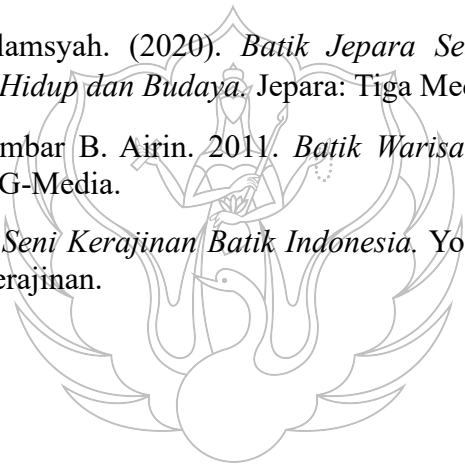 lamsyah. (2020). Batik Jepara Se
Hidup dan Budaya. Jepara: Tiga Med
mbar B. Airin. 2011. Batik Warisa
G-Media.
Seni Kerajinan Batik Indonesia. Yo
erajinan.